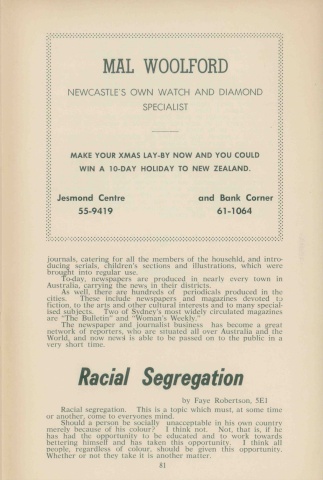 MAL WOOLFORD
NEWCASTLE'S OWN WATCH AND DIAMOND
SPECIALIST
MAKE YOUR XMAS LAY-BY NOW AND YOU COULD
WIN A 10-DAY HOLIDAY TO NEW ZEALAND.
Jesmond Centre and Bank Corner
55-9419 61-1064
journals, catering for all the members of the househld, and intro-
ducing serials, children's sections and illustrations, which were
brought into regular use.
To-day, newspapers are produced in nearly every town in
Australia, carrying the news in their districts.
As well, there are hundreds of periodicals produced in the
cities. These include newspapers and magazines devoted to
fiction, to the arts and other cultural interests and to many special-
ised subjects. Two of Sydney's most widely circulated magazines
are "The Bulletin" and "Woman's Weekly."
The newspaper and journalist business has become a great
network of reporters, who are situated all over Australia and the
World, and now news is able to be passed on to the public in a
very short time.
Racial Segregation
by Faye Robertson, 5E1
Racial segregation. This is a topic which must, at some time
or another, come to everyones mind.
Should a person be socially unacceptable in his own country
merely because of his colour? I think not. Not, that is, if he
has had the opportunity to be educated and to work towards
bettering himself and has taken this opportunity. I think all
people, regardless of colour, should be given this opportunity.
Whether or not they take it is another matter.
81